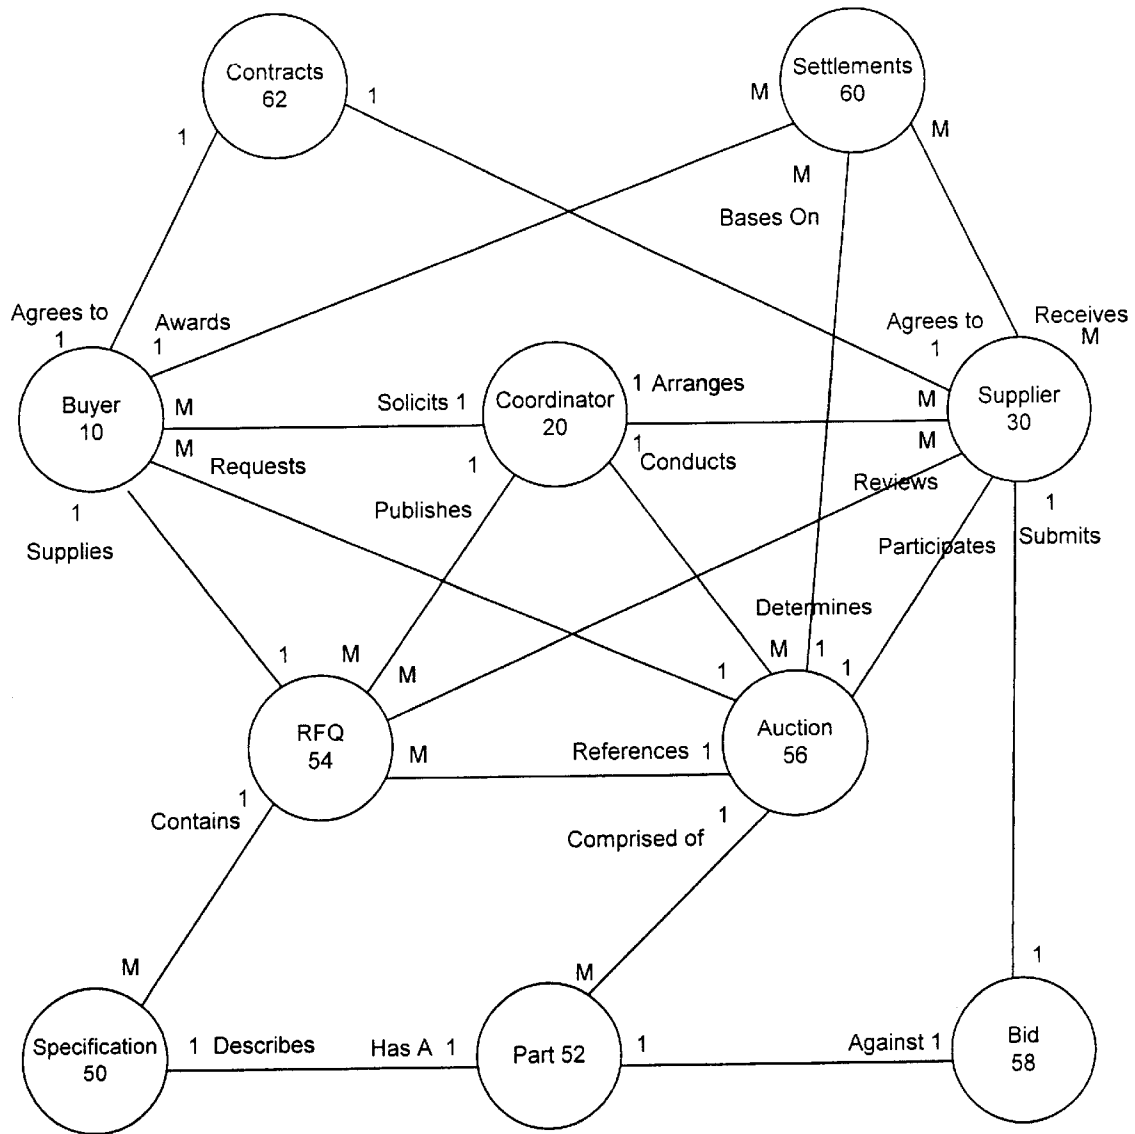 Contracts
62
1
1
Settlements
60
M
M
M
Bases On
Agrees to
1
Awards
1
Agrees to
1
Receives
M
Buyer
10
M
Solicits 1
Coordinator
20
1 Arranges
M
Supplier
30
M
Requests
1
1
Conducts
M
Reviews
1
Supplies
Publishes
Participates
1
Submits
Determines
1
M
M
1
M
1
1
RFQ
54
M
References 1
Auction
56
1
Contains
1
Comprised of
M
M
1
Specification
50
1 Describes
Has A 1
Part 52
1
Against 1
Bid
58